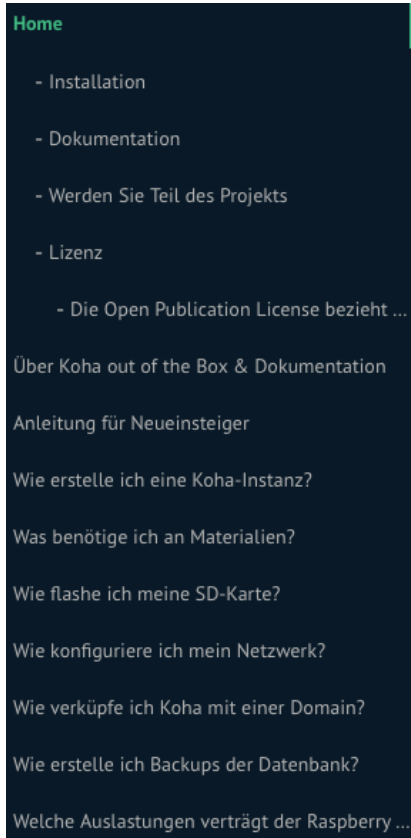 Home
- Installation
- Dokumentation
- Werden Sie Teil des Projekts
- Lizenz
- Die Open Publication License bezieht ...
Über Koha out of the Box & Dokumentation
Anleitung für Neueinsteiger
Wie erstelle ich eine Koha-Instanz?
Was benötige ich an Materialien?
Wie flashe ich meine SD-Karte?
Wie konfiguriere ich mein Netzwerk?
Wie verküpfe ich Koha mit einer Domain?
Wie erstelle ich Backups der Datenbank?
Welche Auslastungen verträgt der Raspberry ...